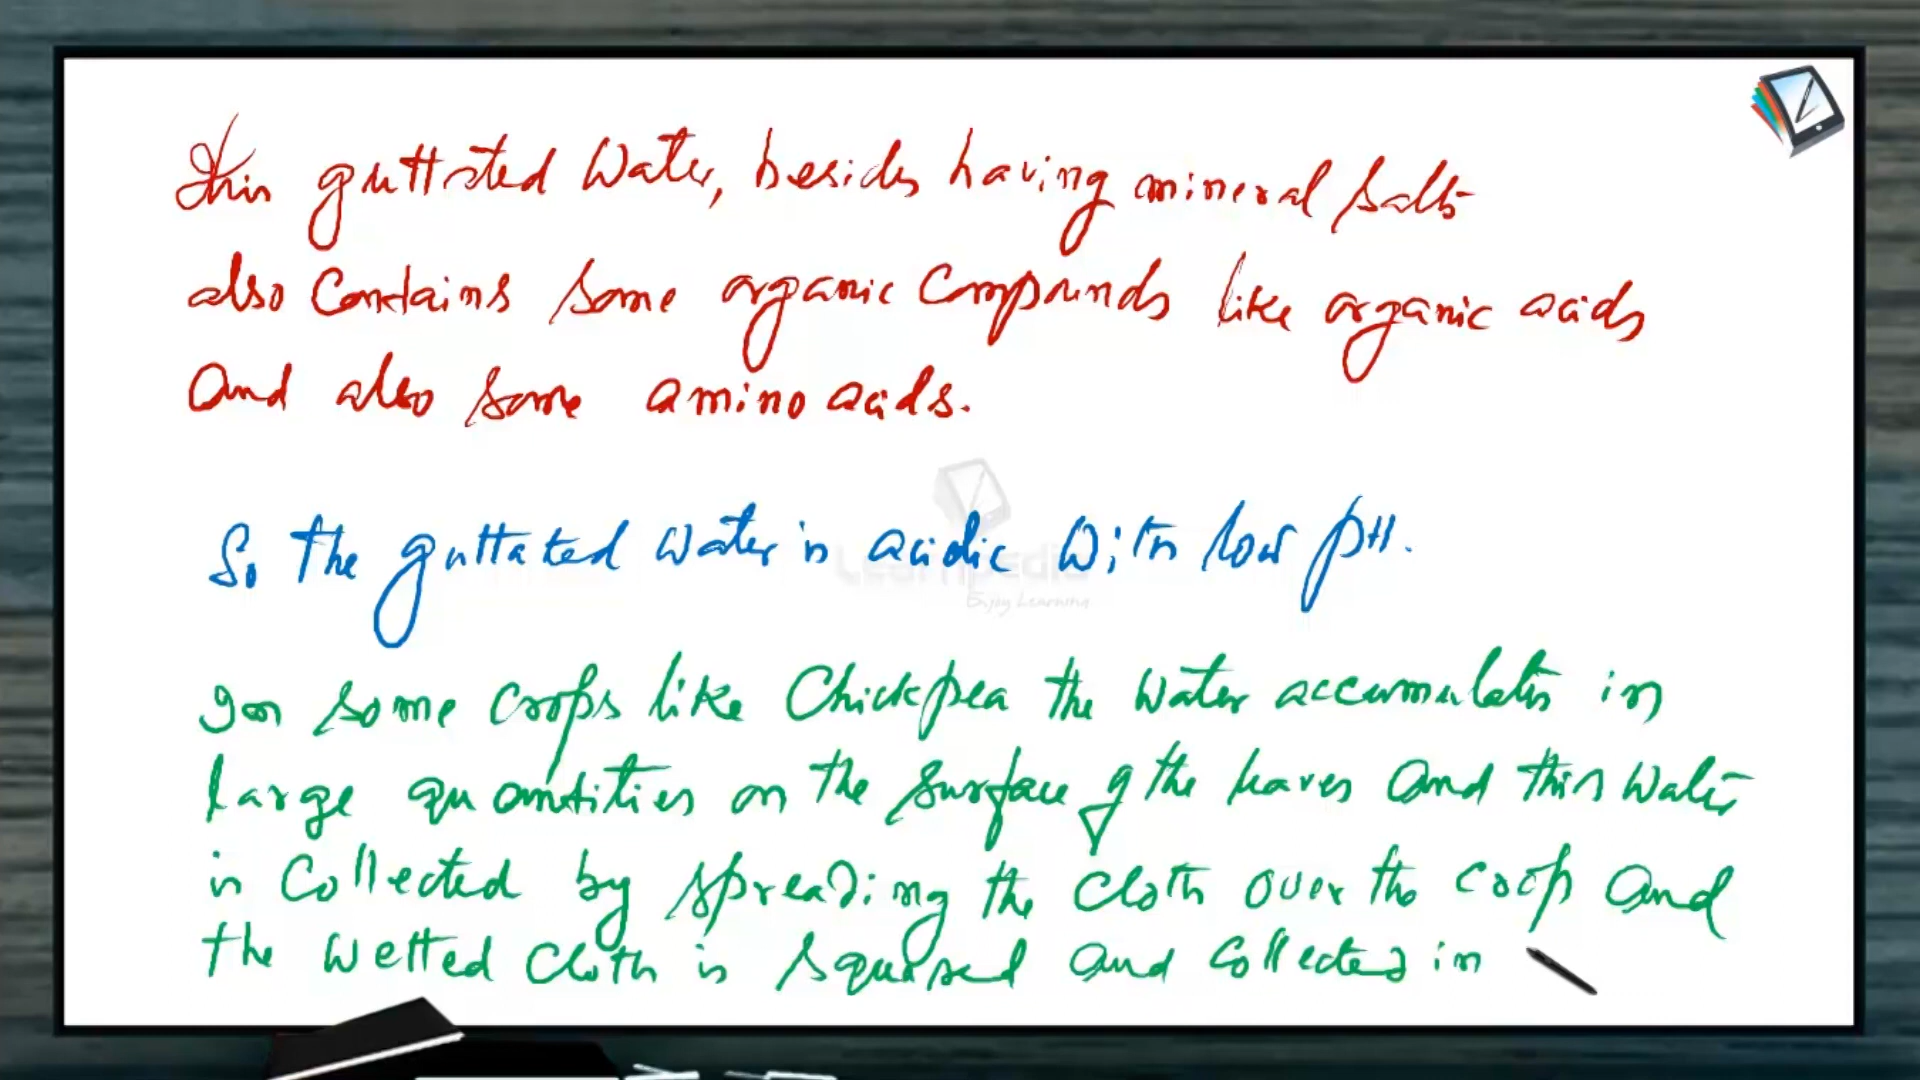 This guttated water, besides having mineral salts
also contains some organic compounds like organic acids
and also some amino acids.
So the guttated water is acidic with low pH.
Learnpedia
Enjoy Learning
In some crops like Chickpea the water accumulates in
large quantities on the surface of the leaves and this water
is collected by spreading the cloth over the crop and
the wetted cloth is squeezed and collected in